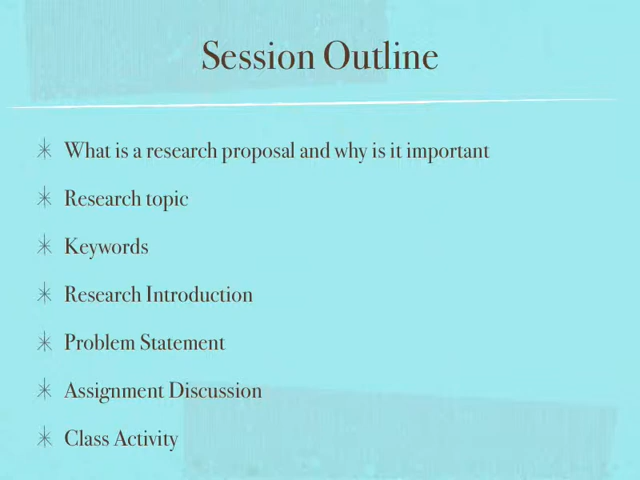 Session Outline
What is a research proposal and why is it important
Research topic
Keywords
Research Introduction
Problem Statement
Assignment Discussion
Class Activity